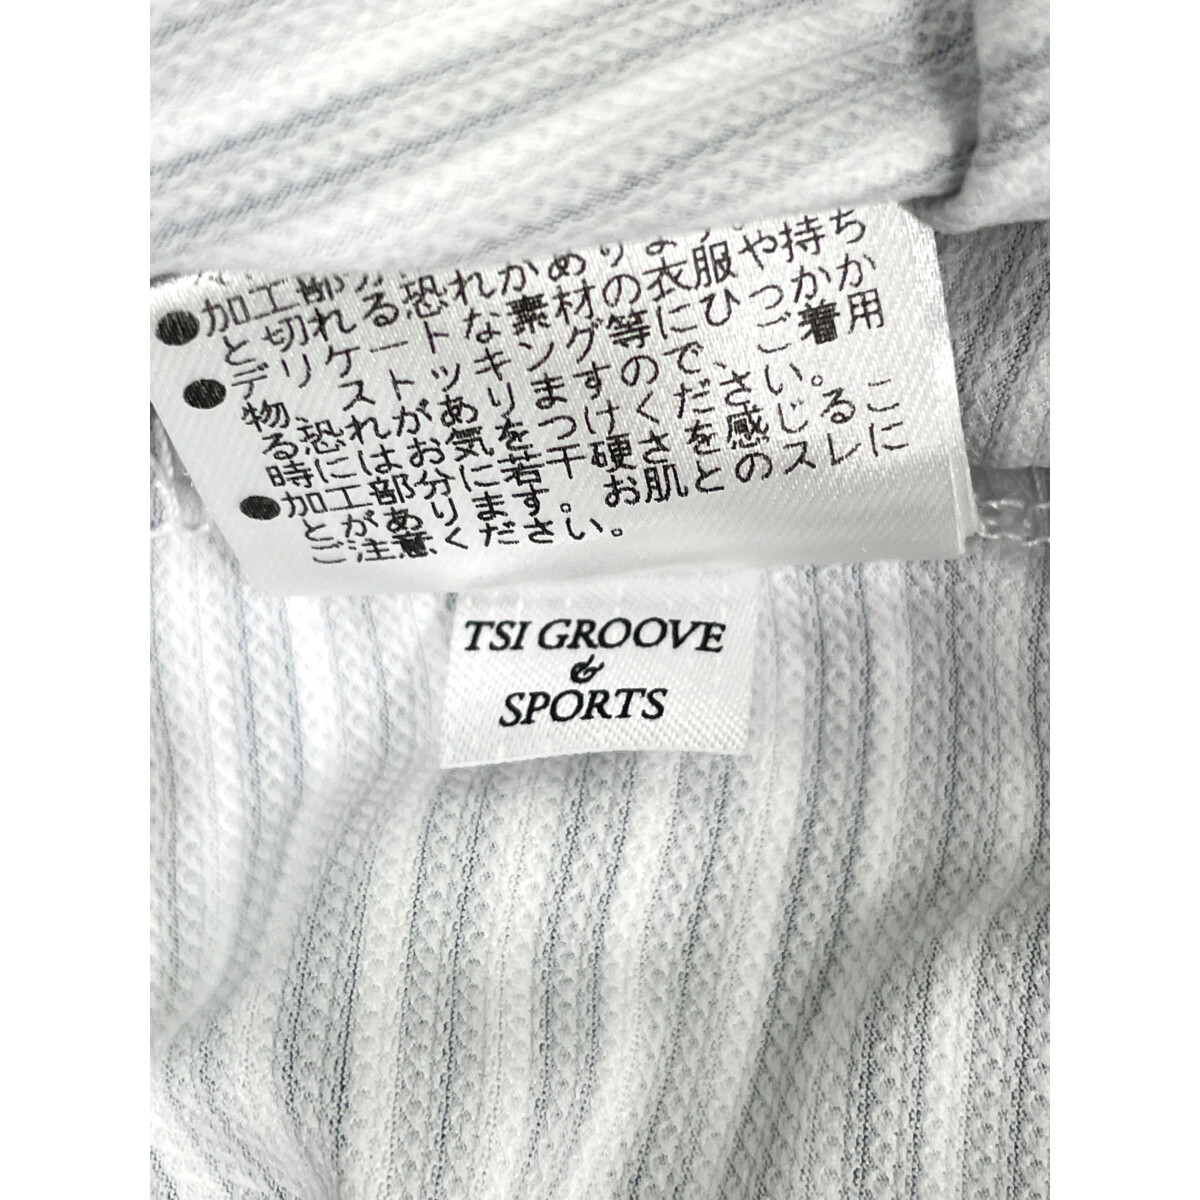 ●加工部
と切れる恐れがあります。
●デリケートな素材の衣服や持ち
物、ストッキング等にひっかか
る恐れがありますので、ご着用
時にはお気をつけください。
●加工部分に若干硬さを感じるこ
とがあります。お肌とのスレに
ご注意ください。
TSI GROOVE
&
SPORTS